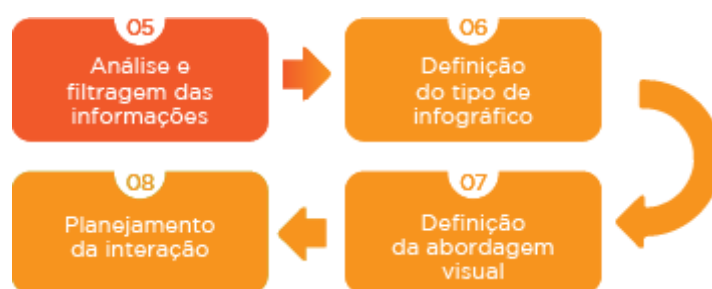 05
Análise e
filtragem das
informações
06
Definição
do tipo de
infográfico
07
Definição
da abordagem
visual
08
Planejamento
da interação